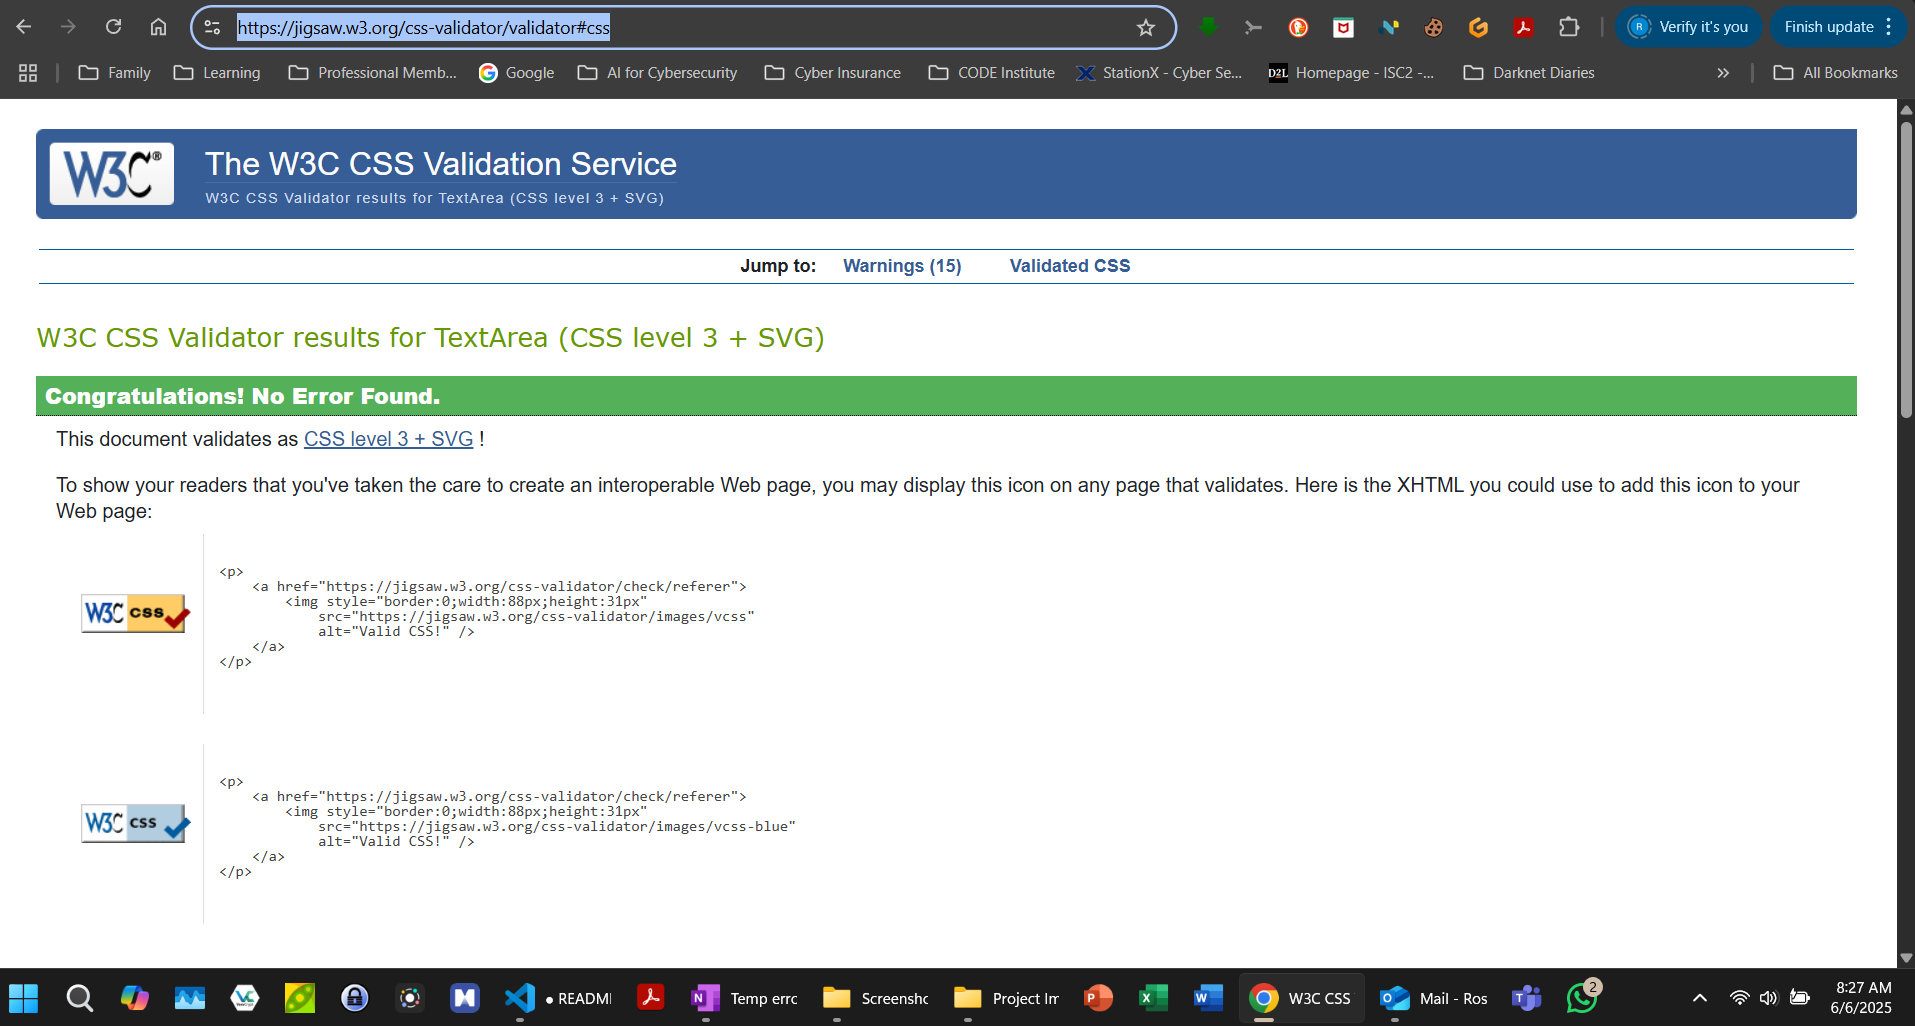 https://jigsaw.w3.org/css-validator/validator#css
Verify it's you
Finish update
Family
Learning
Professional Memb...
Google
AI for Cybersecurity
Cyber Insurance
CODE Institute
StationX - Cyber Se...
D2L
Homepage - ISC2 -...
Darknet Diaries
»
All Bookmarks
W3C®
The W3C CSS Validation Service
W3C CSS Validator results for TextArea (CSS level 3 + SVG)
Jump to: Warnings (15) Validated CSS
W3C CSS Validator results for TextArea (CSS level 3 + SVG)
Congratulations! No Error Found.
This document validates as CSS level 3 + SVG !
To show your readers that you've taken the care to create an interoperable Web page, you may display this icon on any page that validates. Here is the XHTML you could use to add this icon to your
Web page:
W3C css
<p>
<a href="https://jigsaw.w3.org/css-validator/check/referer">
<img style="border:0;width:88px;height:31px"
src="https://jigsaw.w3.org/css-validator/images/vcss"
alt="Valid CSS!" />
</a>
</p>
W3C css
<p>
<a href="https://jigsaw.w3.org/css-validator/check/referer">
<img style="border:0;width:88px;height:31px"
src="https://jigsaw.w3.org/css-validator/images/vcss-blue"
alt="Valid CSS!" />
</a>
</p>
● READMI
Temp errc
Screensho
Project Im
W3C CSS
Mail - Ros
2
8:27 AM
6/6/2025